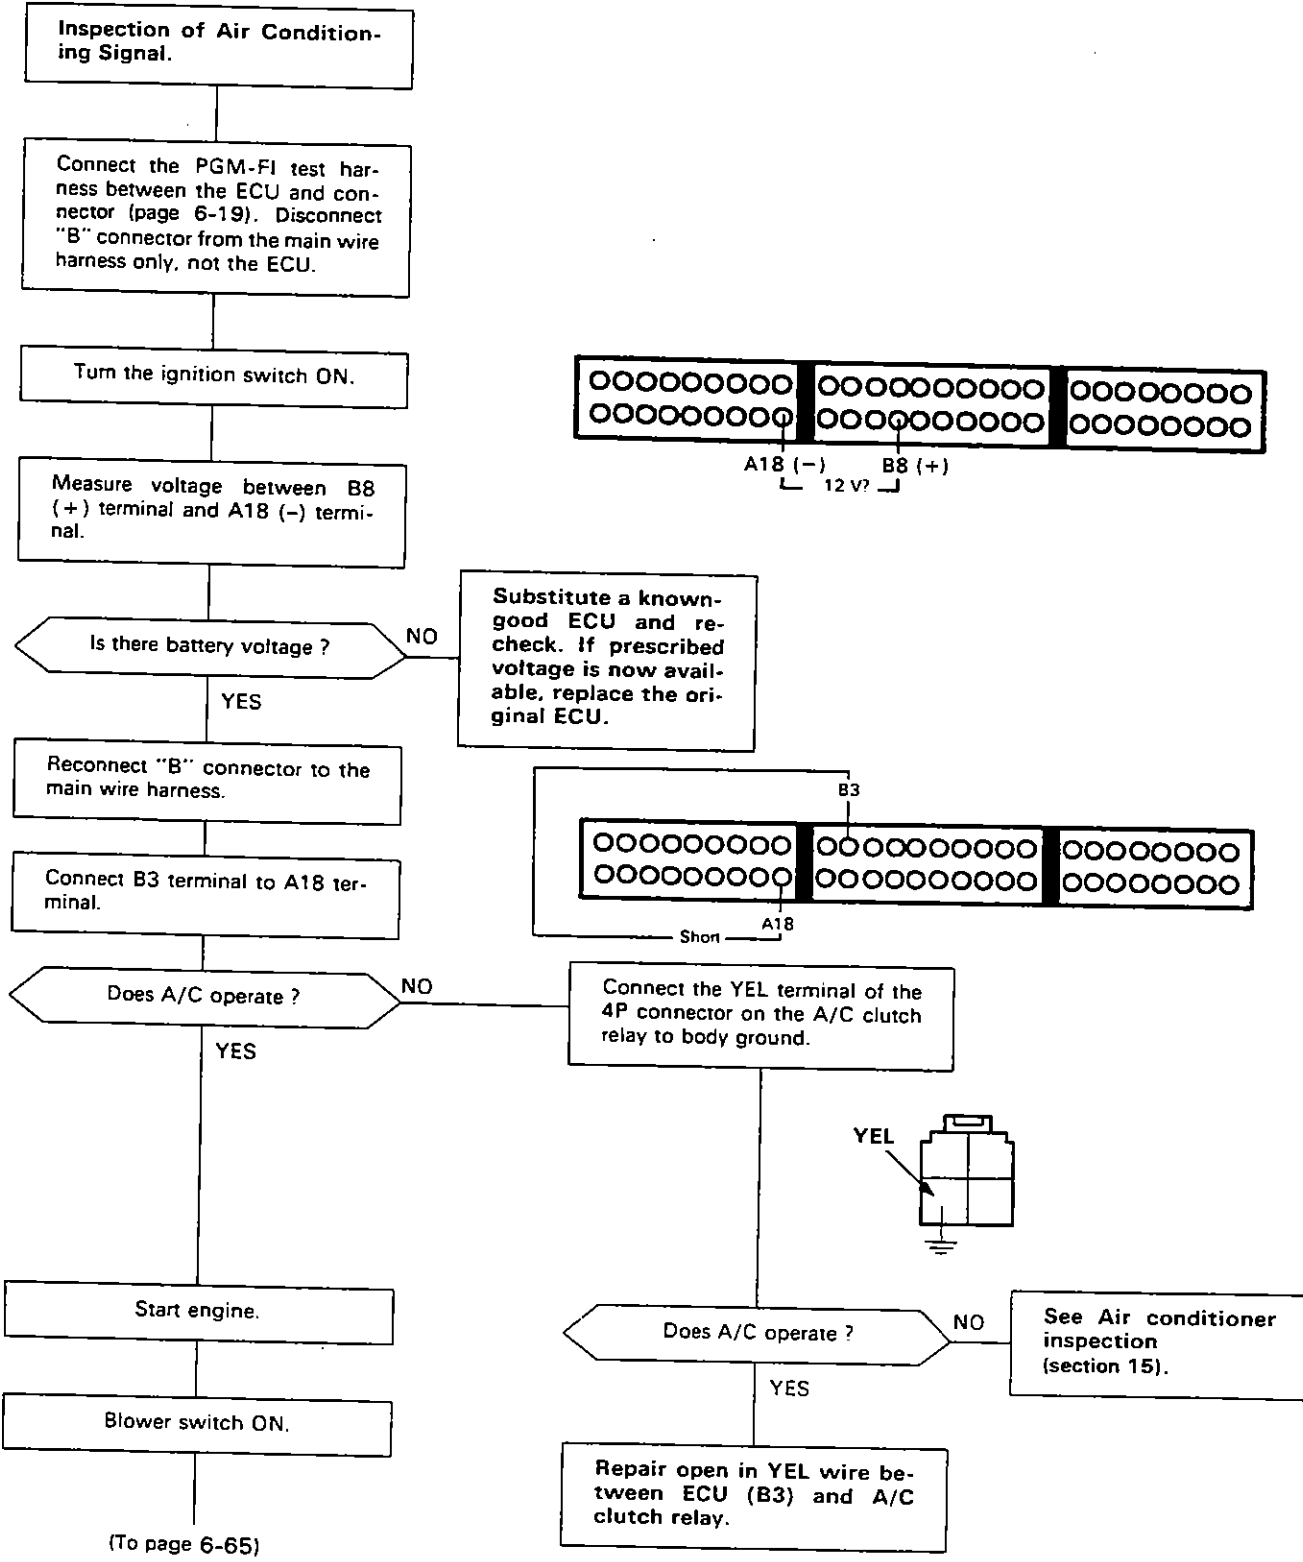 Inspection of Air Condition-
ing Signal.
Connect the PGM-FI test har-
ness between the ECU and con-
nector (page 6-19). Disconnect
"B" connector from the main wire
harness only, not the ECU.
Turn the ignition switch ON.
Measure voltage between B8
(+) terminal and A18 (–) termi-
nal.
A18 (–)
B8 (+)
12 V?
Is there battery voltage ?
NO
YES
Substitute a known-
good ECU and re-
check. If prescribed
voltage is now avail-
able, replace the ori-
ginal ECU.
Reconnect "B" connector to the
main wire harness.
Connect B3 terminal to A18 ter-
minal.
B3
A18
Short
Does A/C operate ?
NO
YES
Connect the YEL terminal of the
4P connector on the A/C clutch
relay to body ground.
YEL
Start engine.
Blower switch ON.
(To page 6-65)
Does A/C operate ?
NO
YES
See Air conditioner
inspection
(section 15).
Repair open in YEL wire be-
tween ECU (B3) and A/C
clutch relay.